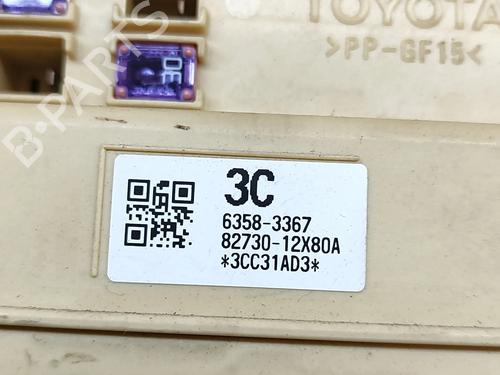 TOYOTA
>PP-GF15<
30
3C
6358-3367
82730-12X80A
*3CC31AD3*
B-PARTS